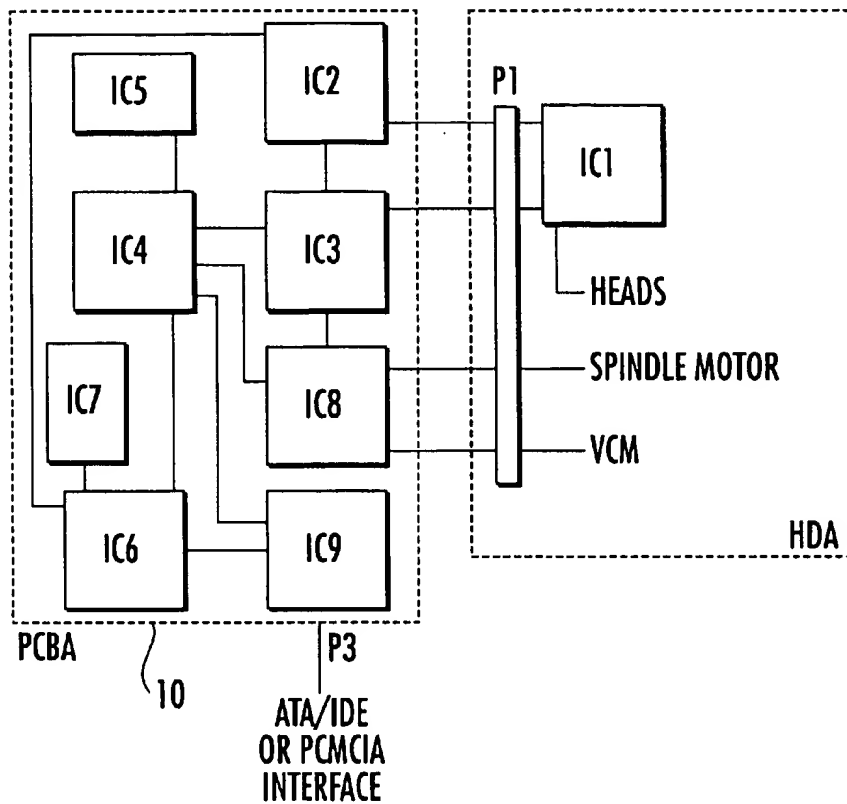 IC2
P1
IC5
IC1
IC4
IC3
HEADS
SPINDLE MOTOR
IC7
IC8
VCM
IC6
IC9
HDA
PCBA
P3
10
ATA/IDE
OR PCMCIA
INTERFACE